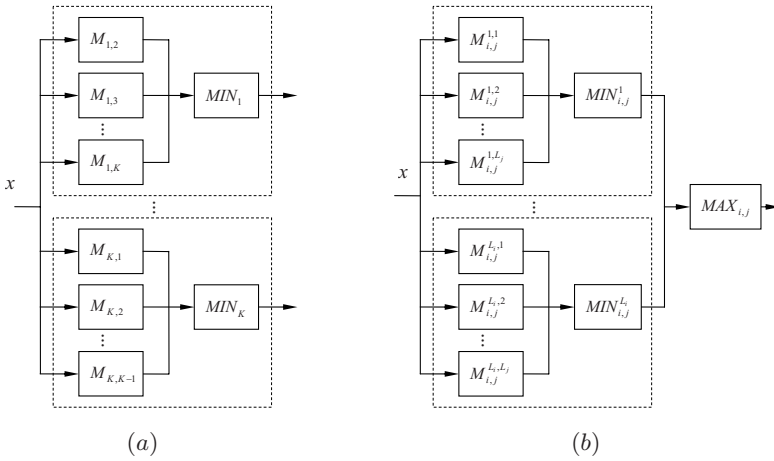 x
M_{1,2}
M_{1,3}
⋮
M_{1,K}
MIN_1
⋮
M_{K,1}
M_{K,2}
⋮
M_{K,K-1}
MIN_K
(a)
x
M_{i,j}^{1,1}
M_{i,j}^{1,2}
⋮
M_{i,j}^{1,L_j}
MIN_{i,j}^1
⋮
M_{i,j}^{L_i,1}
M_{i,j}^{L_i,2}
⋮
M_{i,j}^{L_i,L_j}
MIN_{i,j}^{L_i}
MAX_{i,j}
(b)